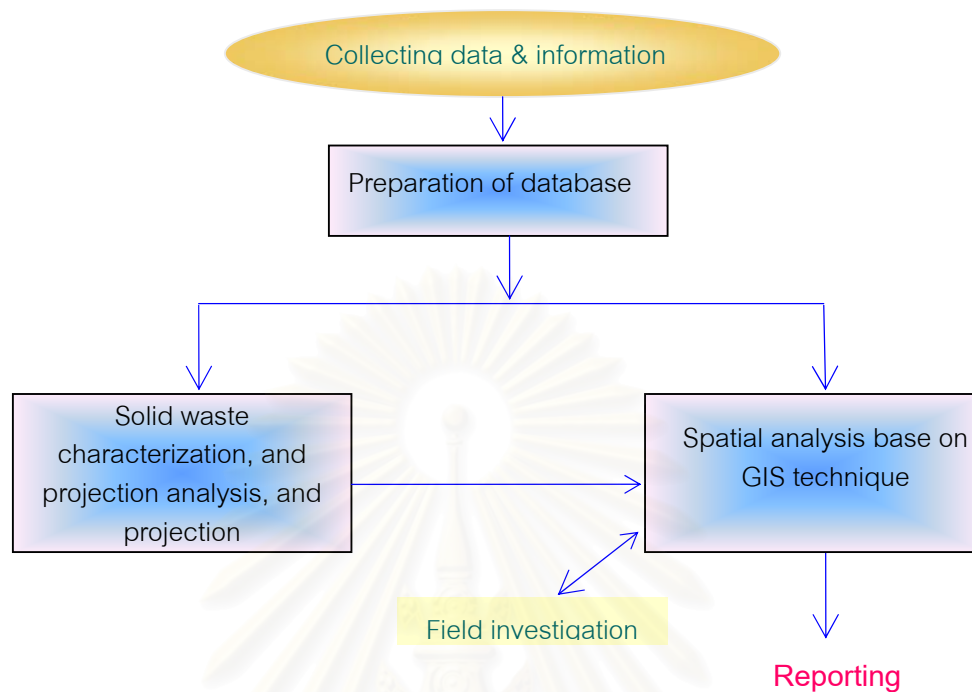 Collecting data & information
Preparation of database
Solid waste
characterization, and
projection analysis, and
projection
Spatial analysis base on
GIS technique
Field investigation
Reporting